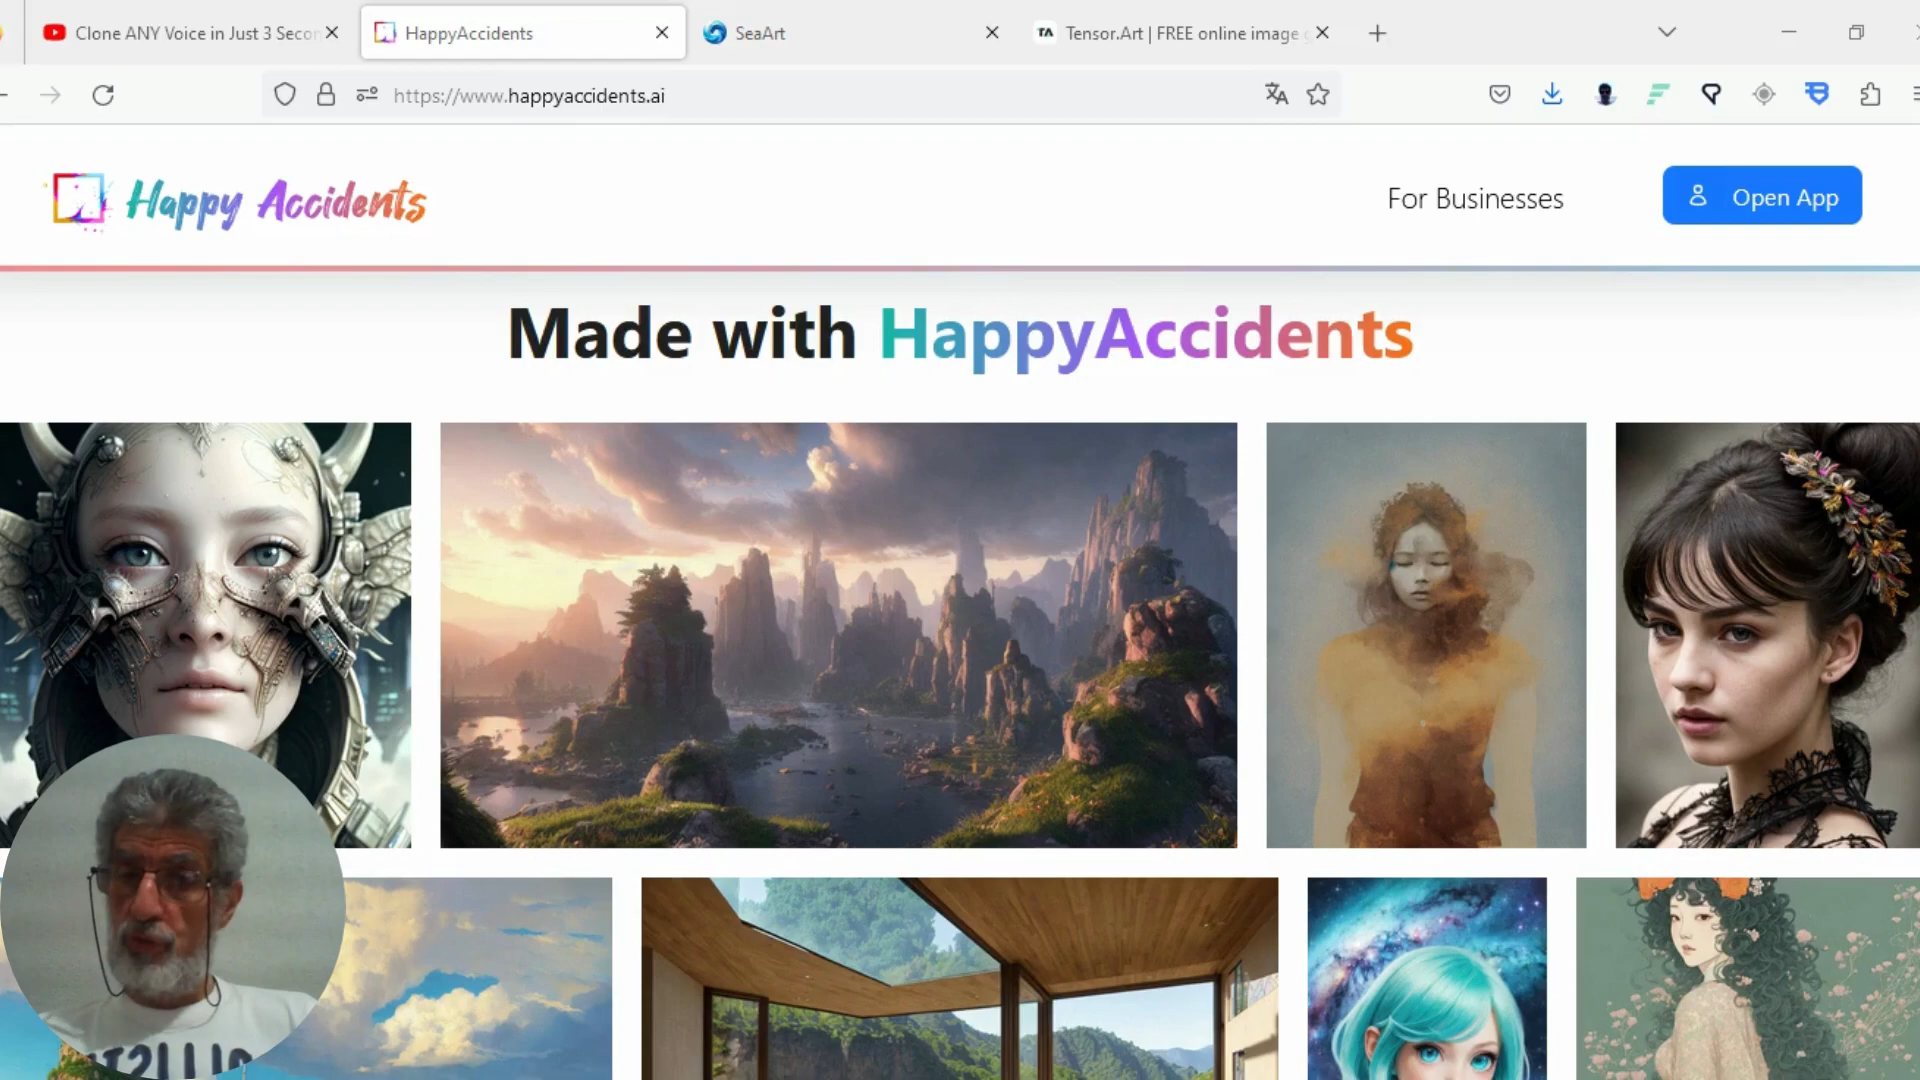 Clone ANY Voice in Just 3 Secon
HappyAccidents
SeaArt
TA Tensor.Art | FREE online image g
https://www.happyaccidents.ai
Happy Accidents
For Businesses
Open App
Made with HappyAccidents